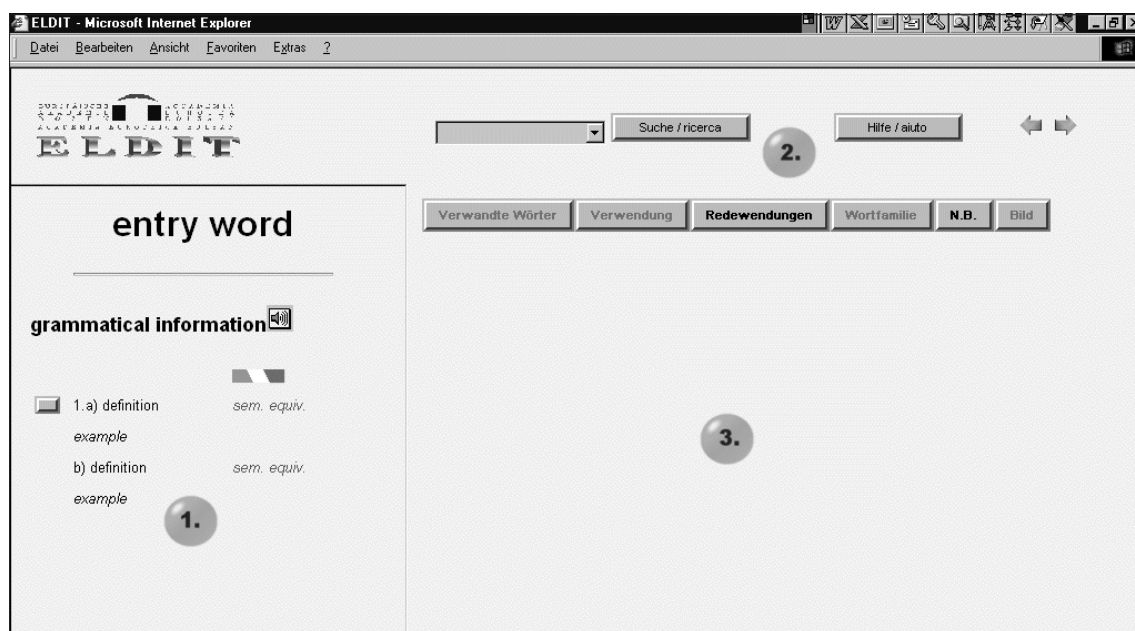 ELDIT - Microsoft Internet Explorer
Datei Bearbeiten Ansicht Favoriten Extras ?
ELDIT
Suche / ricerca
Hilfe / aiuto
2.
entry word
Verwandte Wörter Verwendung Redewendungen Wortfamilie N.B. Bild
grammatical information
1.a) definition sem. equiv.
example
b) definition sem. equiv.
example
1.
3.